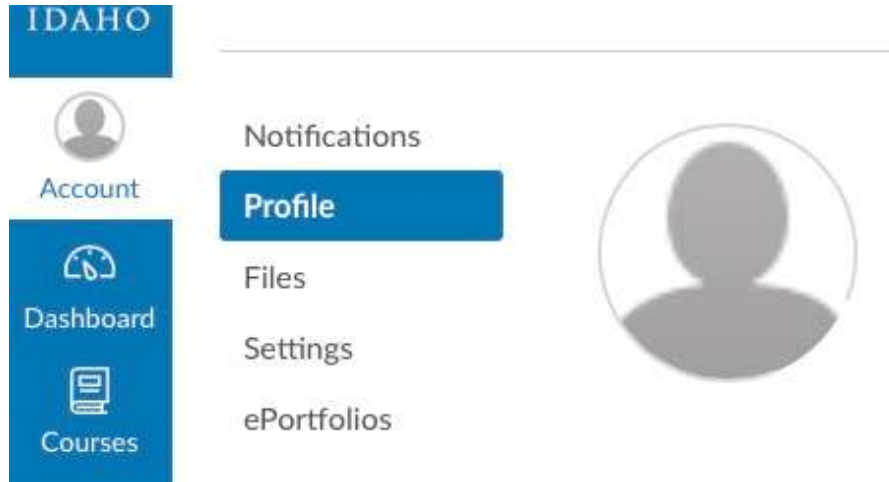 IDAHO
Account
Dashboard
Courses
Notifications
Profile
Files
Settings
ePortfolios